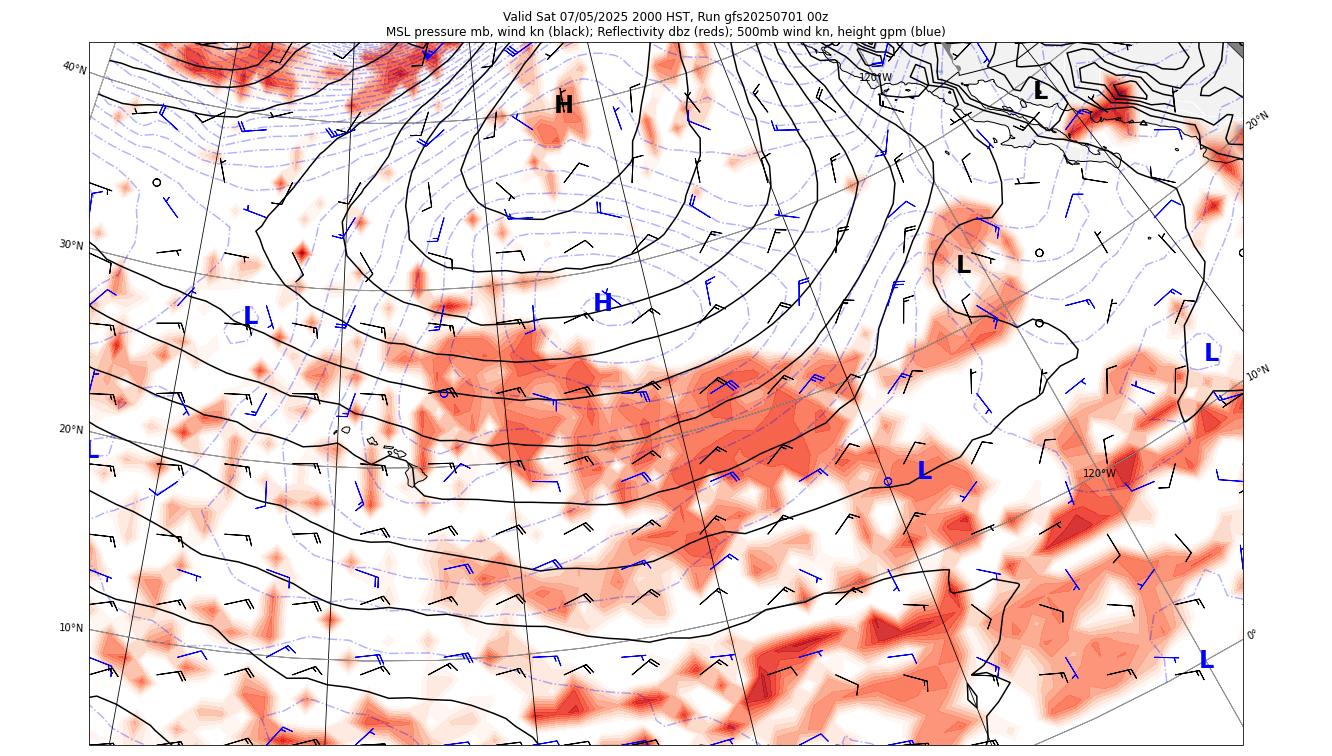 Valid Sat 07/05/2025 2000 HST, Run gfs20250701 00z
MSL pressure mb, wind kn (black); Reflectivity dbz (reds); 500mb wind kn, height gpm (blue)
40°N
120°W
L
H
20°N
30°N
L
H
L
L
10°N
20°N
L
L
120°W
10°N
0°
L